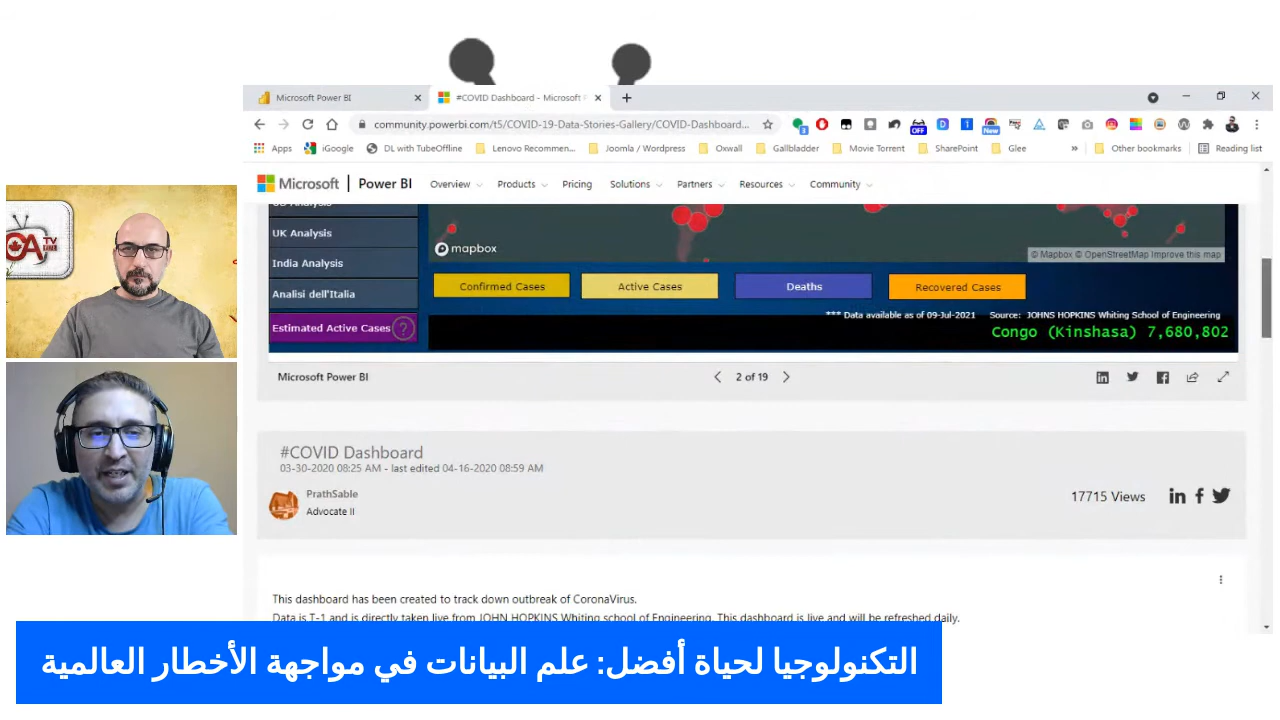 Microsoft Power BI
#COVID Dashboard - Microsoft P
community.powerbi.com/t5/COVID-19-Data-Stories-Gallery/COVID-Dashboard...
3
OFF
New
Apps iGoogle DL with TubeOffline Lenovo Recommen... Joomla / Wordpress Oxwall Gallbladder Movie Torrent SharePoint Glee » Other bookmarks Reading list
Microsoft | Power BI Overview Products Pricing Solutions Partners Resources Community
UK Analysis
India Analysis
Analisi dell'Italia
Estimated Active Cases ?
mapbox
© Mapbox © OpenStreetMap Improve this map
Confirmed Cases Active Cases Deaths Recovered Cases
*** Data available as of 09-Jul-2021 Source: JOHNS HOPKINS Whiting School of Engineering
Congo (Kinshasa) 7,680,802
Microsoft Power BI
2 of 19
#COVID Dashboard
03-30-2020 08:25 AM - last edited 04-16-2020 08:59 AM
PrathSable
Advocate II
17715 Views
This dashboard has been created to track down outbreak of CoronaVirus.
Data is T-1 and is directly taken live from JOHN HOPKINS Whiting school of Engineering. This dashboard is live and will be refreshed daily.
TV
التكنولوجيا لحياة أفضل: علم البيانات في مواجهة الأخطار العالمية